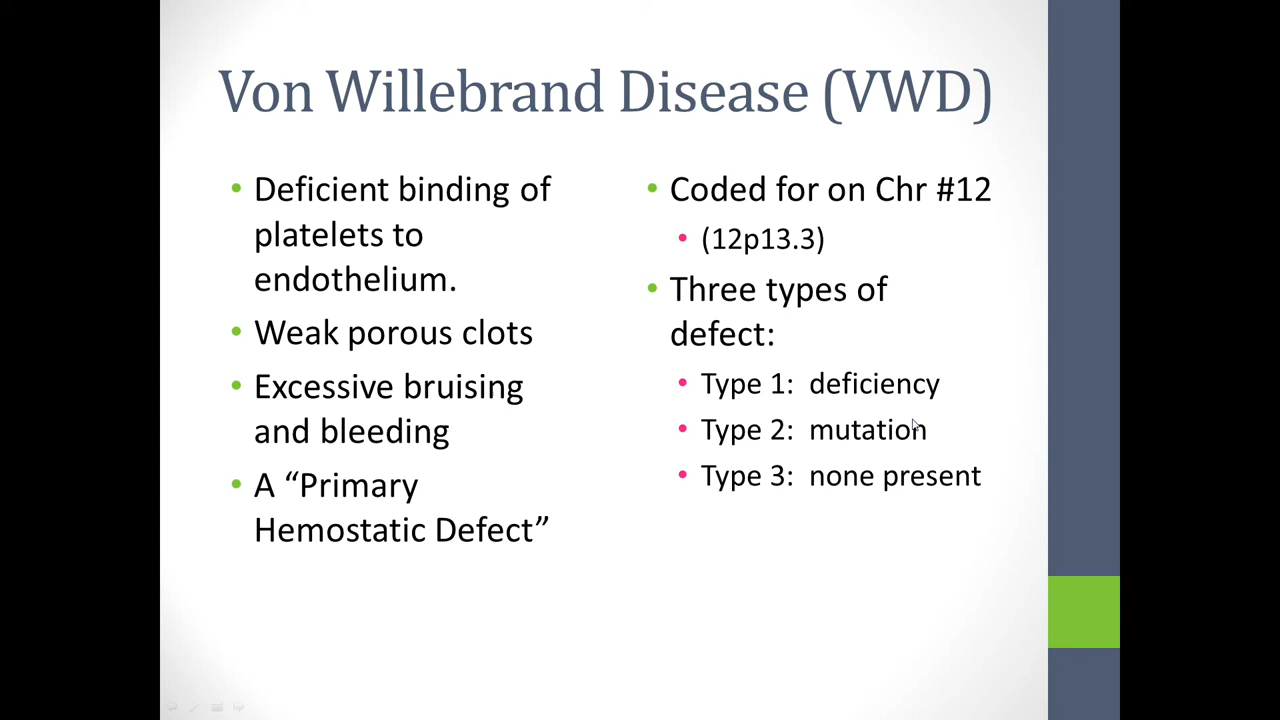 Von Willebrand Disease (VWD)
• Deficient binding of
platelets to
endothelium.
• Weak porous clots
• Excessive bruising
and bleeding
• A “Primary
Hemostatic Defect”
• Coded for on Chr #12
• (12p13.3)
• Three types of
defect:
• Type 1:  deficiency
• Type 2:  mutation
• Type 3:  none present